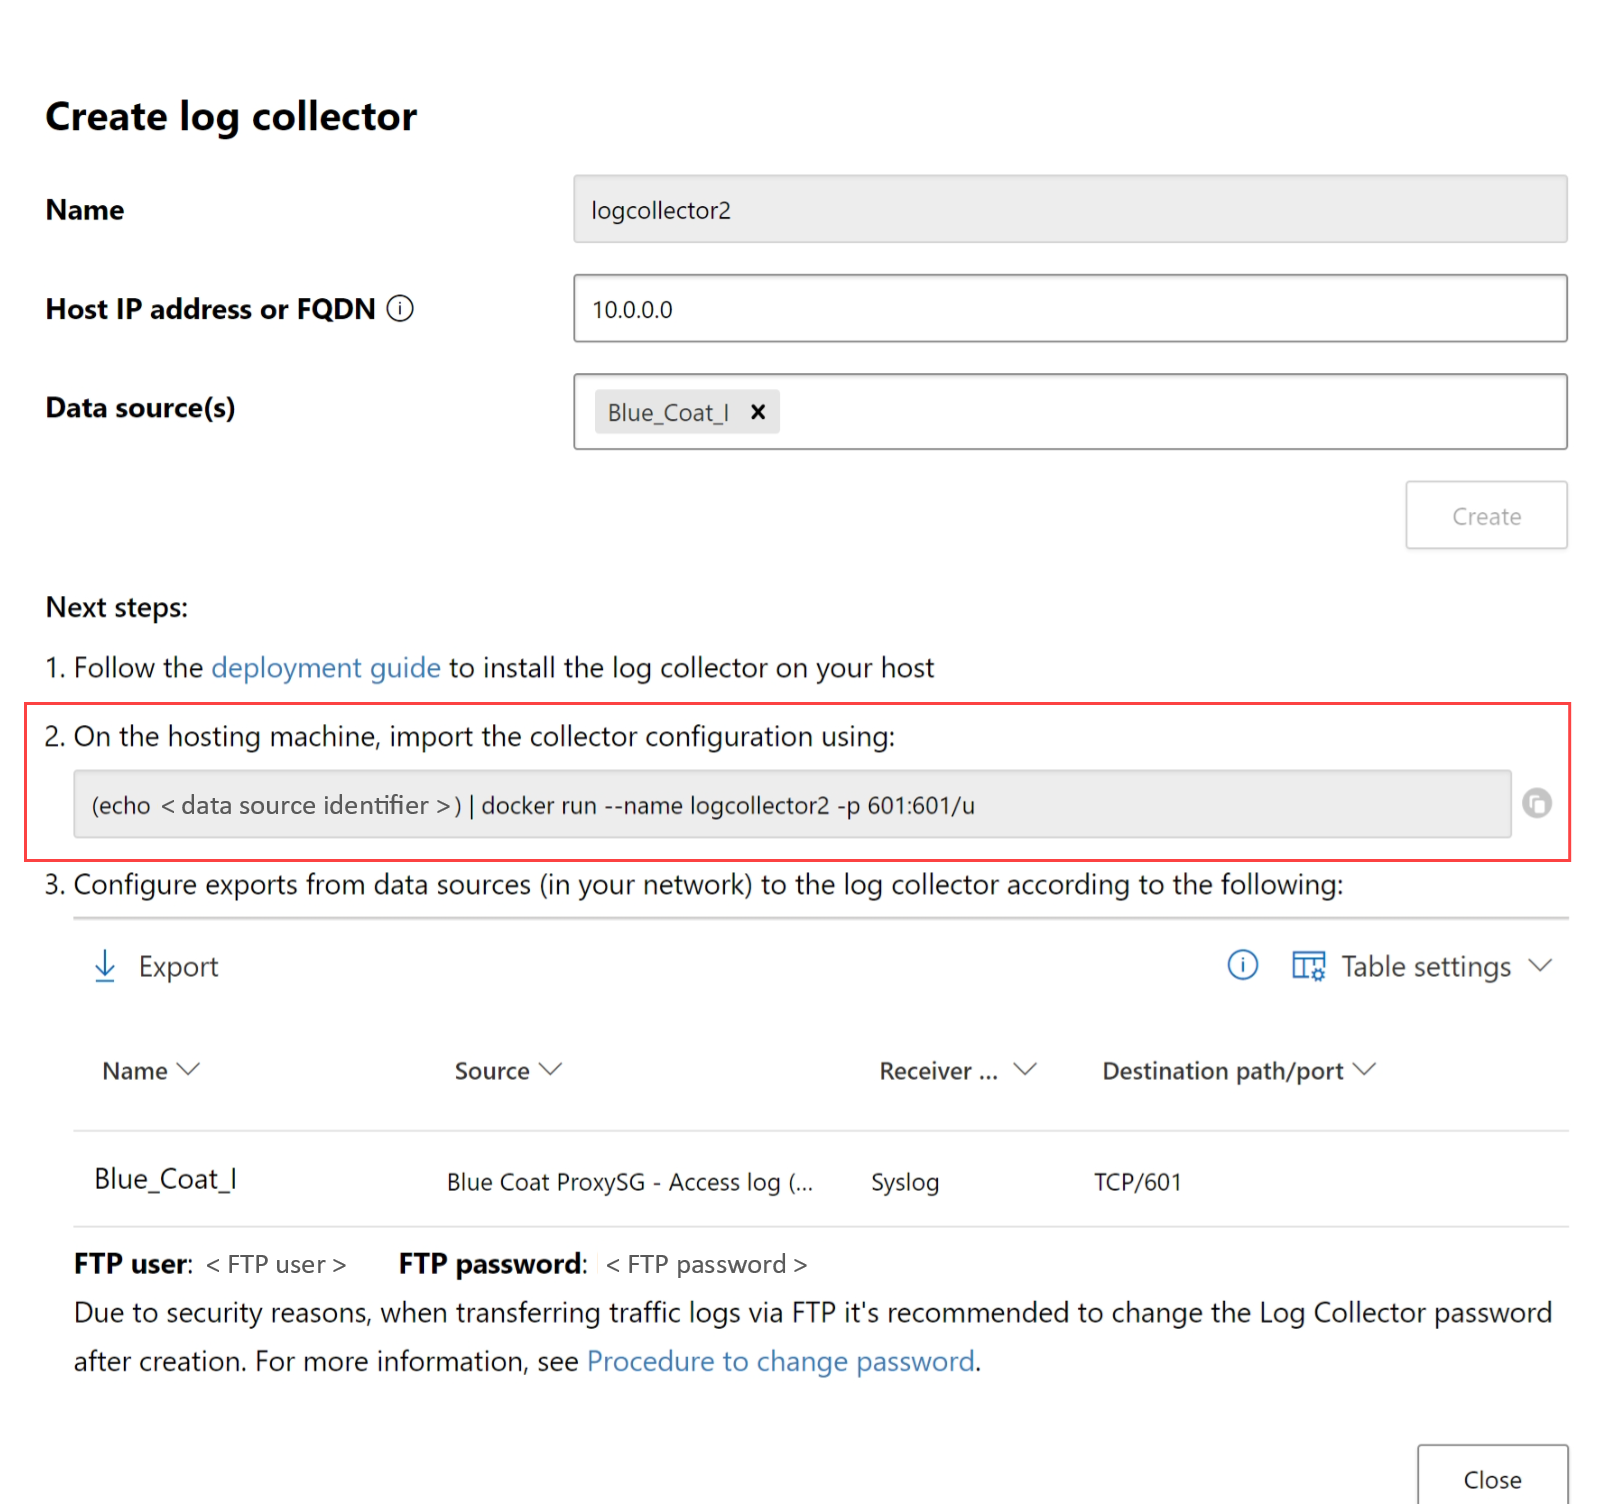 Create log collector
Name
logcollector2
Host IP address or FQDN
10.0.0.0
Data source(s)
Blue_Coat_I
Create
Next steps:
1. Follow the deployment guide to install the log collector on your host
2. On the hosting machine, import the collector configuration using:
(echo < data source identifier >) | docker run --name logcollector2 -p 601:601/u
3. Configure exports from data sources (in your network) to the log collector according to the following:
Export
Table settings
Name Source Receiver ... Destination path/port
Blue_Coat_I Blue Coat ProxySG - Access log (... Syslog TCP/601
FTP user: < FTP user > FTP password: < FTP password >
Due to security reasons, when transferring traffic logs via FTP it's recommended to change the Log Collector password
after creation. For more information, see Procedure to change password.
Close